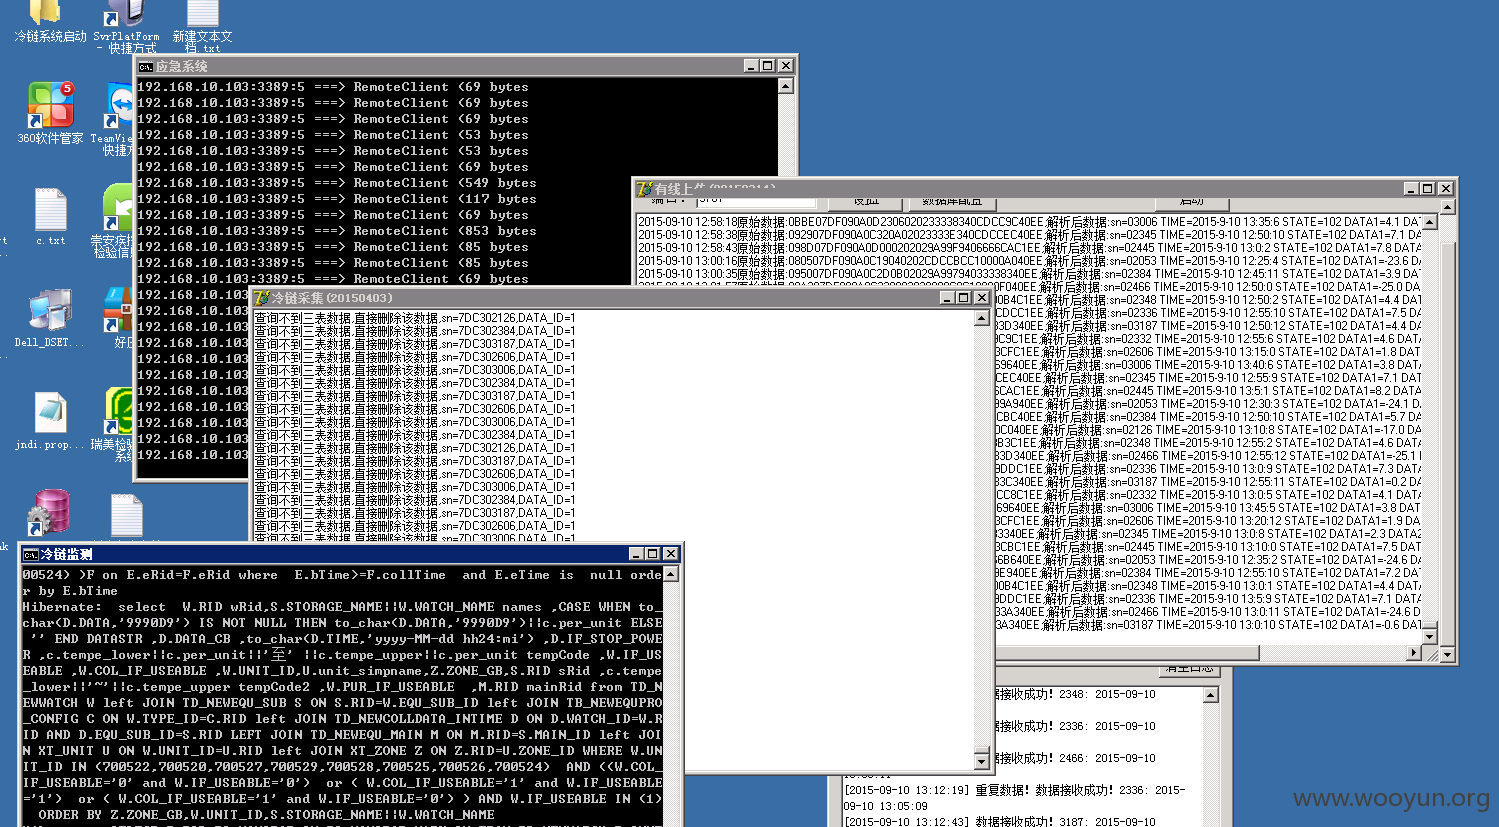 冷链系统启动
SvrPlatForm
- 快捷方式
新建文本文
档.txt
5
360软件管家
TeamVie
快捷方
c.txt
崇安疾控
检验信息
Dell_DSET...
好压
jndi.prop...
瑞美检验
系统
应急系统
192.168.10.103:3389:5 ===> RemoteClient (69 bytes
192.168.10.103:3389:5 ===> RemoteClient (69 bytes
192.168.10.103:3389:5 ===> RemoteClient (69 bytes
192.168.10.103:3389:5 ===> RemoteClient (53 bytes
192.168.10.103:3389:5 ===> RemoteClient (53 bytes
192.168.10.103:3389:5 ===> RemoteClient (69 bytes
192.168.10.103:3389:5 ===> RemoteClient (549 bytes
192.168.10.103:3389:5 ===> RemoteClient (117 bytes
192.168.10.103:3389:5 ===> RemoteClient (69 bytes
192.168.10.103:3389:5 ===> RemoteClient (853 bytes
192.168.10.103:3389:5 ===> RemoteClient (85 bytes
192.168.10.103:3389:5 ===> RemoteClient (85 bytes
192.168.10.103:3389:5 ===> RemoteClient (69 bytes
192.168.10.103
192.168.10.103
192.168.10.103
192.168.10.103
192.168.10.103
192.168.10.103
192.168.10.103
192.168.10.103
192.168.10.103
192.168.10.103
192.168.10.103
有线上传(20150314)
端口: 设置 数据库配置 启动
2015-09-10 12:58:18原始数据:0BBE07DF090A0D2306020233338340CDCC9C40EE;解析后数据:sn=03006 TIME=2015-9-10 13:35:6 STATE=102 DATA1=4.1 DAT
2015-09-10 12:58:38原始数据:092907DF090A0C320A02023333E340CDCCEC40EE;解析后数据:sn=02345 TIME=2015-9-10 12:50:10 STATE=102 DATA1=7.1 D
2015-09-10 12:58:43原始数据:098D07DF090A0D000202029A99F9406666CAC1EE;解析后数据:sn=02445 TIME=2015-9-10 13:0:2 STATE=102 DATA1=7.8 DAT
2015-09-10 13:00:16原始数据:080507DF090A0C19040202CDCCBCC10000A040EE;解析后数据:sn=02053 TIME=2015-9-10 12:25:4 STATE=102 DATA1=-23.6 D
2015-09-10 13:00:35原始数据:095007DF090A0C2D0B02029A99794033338340EE;解析后数据:sn=02384 TIME=2015-9-10 12:45:11 STATE=102 DATA1=3.9 D
0F040EE;解析后数据:sn=02466 TIME=2015-9-10 12:50:0 STATE=102 DATA1=-25.0 D
0B4C1EE;解析后数据:sn=02348 TIME=2015-9-10 12:50:2 STATE=102 DATA1=4.4 DA
CDCC1EE;解析后数据:sn=02336 TIME=2015-9-10 12:55:10 STATE=102 DATA1=7.5 D
3D340EE;解析后数据:sn=03187 TIME=2015-9-10 12:50:12 STATE=102 DATA1=4.4 D
3C9C1EE;解析后数据:sn=02332 TIME=2015-9-10 12:55:6 STATE=102 DATA1=4.6 DA
3CFC1EE;解析后数据:sn=02606 TIME=2015-9-10 13:15:0 STATE=102 DATA1=1.8 DA
69640EE;解析后数据:sn=03006 TIME=2015-9-10 13:40:6 STATE=102 DATA1=3.8 DA
CEC40EE;解析后数据:sn=02345 TIME=2015-9-10 12:55:9 STATE=102 DATA1=7.1 DA
6CAC1EE;解析后数据:sn=02445 TIME=2015-9-10 13:5:1 STATE=102 DATA1=8.2 DAT
99A940EE;解析后数据:sn=02053 TIME=2015-9-10 12:30:3 STATE=102 DATA1=-24.1 D
CBC40EE;解析后数据:sn=02384 TIME=2015-9-10 12:50:10 STATE=102 DATA1=5.7 D
0C040EE;解析后数据:sn=02126 TIME=2015-9-10 13:10:8 STATE=102 DATA1=-17.0 D
3B3C1EE;解析后数据:sn=02348 TIME=2015-9-10 12:55:2 STATE=102 DATA1=4.6 DA
3D340EE;解析后数据:sn=02466 TIME=2015-9-10 12:55:12 STATE=102 DATA1=-25.1
9DDC1EE;解析后数据:sn=02336 TIME=2015-9-10 13:0:9 STATE=102 DATA1=7.3 DAT
3C340EE;解析后数据:sn=03187 TIME=2015-9-10 12:55:11 STATE=102 DATA1=0.2 D
CC8C1EE;解析后数据:sn=02332 TIME=2015-9-10 13:0:5 STATE=102 DATA1=4.1 DAT
69640EE;解析后数据:sn=03006 TIME=2015-9-10 13:45:5 STATE=102 DATA1=3.8 DA
3CFC1EE;解析后数据:sn=02606 TIME=2015-9-10 13:20:12 STATE=102 DATA1=1.9 D
33340EE;解析后数据:sn=02345 TIME=2015-9-10 13:0:8 STATE=102 DATA1=2.3 DATA2
CBC1EE;解析后数据:sn=02445 TIME=2015-9-10 13:10:0 STATE=102 DATA1=7.5 DA
6B640EE;解析后数据:sn=02053 TIME=2015-9-10 12:35:2 STATE=102 DATA1=-24.6 D
9E940EE;解析后数据:sn=02384 TIME=2015-9-10 12:55:10 STATE=102 DATA1=7.2 D
0B4C1EE;解析后数据:sn=02348 TIME=2015-9-10 13:0:1 STATE=102 DATA1=4.4 DAT
9DDC1EE;解析后数据:sn=02336 TIME=2015-9-10 13:5:9 STATE=102 DATA1=7.1 DAT
33A340EE;解析后数据:sn=02466 TIME=2015-9-10 13:0:11 STATE=102 DATA1=-24.6 D
3A340EE;解析后数据:sn=03187 TIME=2015-9-10 13:0:10 STATE=102 DATA1=-0.6 DA
冷链采集(20150403)
查询不到三表数据,直接删除该数据,sn=7DC302126,DATA_ID=1
查询不到三表数据,直接删除该数据,sn=7DC302384,DATA_ID=1
查询不到三表数据,直接删除该数据,sn=7DC303187,DATA_ID=1
查询不到三表数据,直接删除该数据,sn=7DC302606,DATA_ID=1
查询不到三表数据,直接删除该数据,sn=7DC303006,DATA_ID=1
查询不到三表数据,直接删除该数据,sn=7DC302384,DATA_ID=1
查询不到三表数据,直接删除该数据,sn=7DC303187,DATA_ID=1
查询不到三表数据,直接删除该数据,sn=7DC302606,DATA_ID=1
查询不到三表数据,直接删除该数据,sn=7DC303006,DATA_ID=1
查询不到三表数据,直接删除该数据,sn=7DC302384,DATA_ID=1
查询不到三表数据,直接删除该数据,sn=7DC302126,DATA_ID=1
查询不到三表数据,直接删除该数据,sn=7DC303187,DATA_ID=1
查询不到三表数据,直接删除该数据,sn=7DC302606,DATA_ID=1
查询不到三表数据,直接删除该数据,sn=7DC303006,DATA_ID=1
查询不到三表数据,直接删除该数据,sn=7DC302384,DATA_ID=1
查询不到三表数据,直接删除该数据,sn=7DC303187,DATA_ID=1
查询不到三表数据,直接删除该数据,sn=7DC302606,DATA_ID=1
查询不到三表数据,直接删除该数据,sn=7DC303006,DATA_ID=1
冷链监测
00524) )F on E.eRid=F.eRid where  E.bTime>=F.collTime  and E.eTime is  null orde
r by E.bTime
Hibernate:  select  W.RID wRid,S.STORAGE_NAME||W.WATCH_NAME names ,CASE WHEN to_
char(D.DATA,'9990D9') IS NOT NULL THEN to_char(D.DATA,'9990D9')||c.per_unit ELSE
 '' END DATASTR ,D.DATA_CB ,to_char(D.TIME,'yyyy-MM-dd hh24:mi') ,D.IF_STOP_POWE
R ,c.tempe_lower||c.per_unit||'至' ||c.tempe_upper||c.per_unit tempCode ,W.IF_US
EABLE ,W.COL_IF_USEABLE ,W.UNIT_ID,U.unit_simpname,Z.ZONE_GB,S.RID sRid ,c.tempe
_lower||'~'||c.tempe_upper tempCode2 ,W.PUR_IF_USEABLE  ,M.RID mainRid from TD_N
EWWATCH W left JOIN TD_NEWEQU_SUB S ON S.RID=W.EQU_SUB_ID left JOIN TB_NEWEQUPRO
_CONFIG C ON W.TYPE_ID=C.RID left JOIN TD_NEWCOLLDATA_INTIME D ON D.WATCH_ID=W.R
ID AND D.EQU_SUB_ID=S.RID LEFT JOIN TD_NEWEQU_MAIN M ON M.RID=S.MAIN_ID left JOI
N XT_UNIT U ON W.UNIT_ID=U.RID left JOIN XT_ZONE Z ON Z.RID=U.ZONE_ID WHERE W.UN
IT_ID IN (700522,700520,700527,700529,700528,700525,700526,700524)  AND ((W.COL_
IF_USEABLE='0' and W.IF_USEABLE='0')  or ( W.COL_IF_USEABLE='1' and W.IF_USEABLE
='1')  or ( W.COL_IF_USEABLE='1' and W.IF_USEABLE='0') ) AND W.IF_USEABLE IN (1)
  ORDER BY Z.ZONE_GB,W.UNIT_ID,S.STORAGE_NAME||W.WATCH_NAME
清空日志
据接收成功! 2348: 2015-09-10
据接收成功! 2336: 2015-09-10
据接收成功! 2466: 2015-09-10
[2015-09-10 13:12:19] 重复数据! 数据接收成功! 2336: 2015-
09-10 13:05:09
[2015-09-10 13:12:43] 数据接收成功! 3187: 2015-09-10
www.wooyun.org